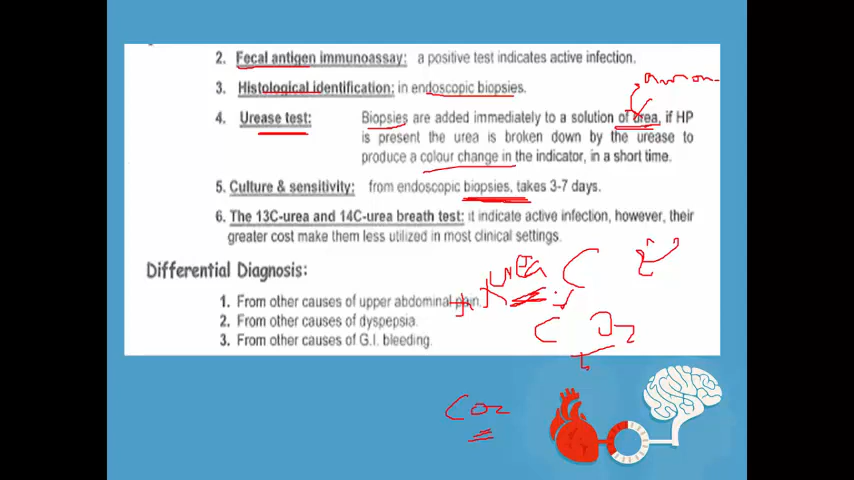 2. Fecal antigen immunoassay: a positive test indicates active infection.
3. Histological identification: in endoscopic biopsies.
4. Urease test: Biopsies are added immediately to a solution of urea, if HP
is present the urea is broken down by the urease to
produce a colour change in the indicator, in a short time.
5. Culture & sensitivity: from endoscopic biopsies, takes 3-7 days.
6. The 13C-urea and 14C-urea breath test: it indicate active infection, however, their
greater cost make them less utilized in most clinical settings.
Differential Diagnosis:
1. From other causes of upper abdominal pain.
2. From other causes of dyspepsia.
3. From other causes of G.I. bleeding.
urea C
CO2
CO2